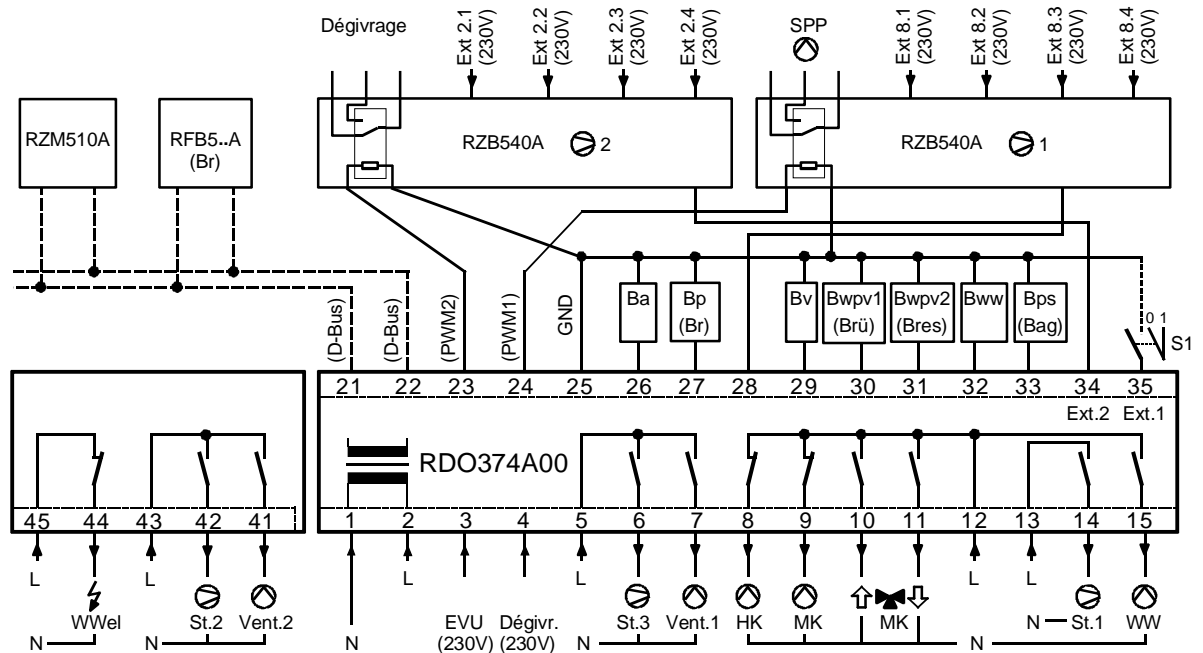 Dégivrage
SPP
Ext 2.1 (230V)
Ext 2.2 (230V)
Ext 2.3 (230V)
Ext 2.4 (230V)
Ext 8.1 (230V)
Ext 8.2 (230V)
Ext 8.3 (230V)
Ext 8.4 (230V)
RZM510A
RFB5..A
(Br)
RZB540A 2
RZB540A 1
(D-Bus)
(D-Bus)
(PWM2)
(PWM1)
GND
Ba
Bp
(Br)
Bv
Bwpv1
(Brü)
Bwpv2
(Bres)
Bww
Bps
(Bag)
0 1
S1
21 22 23 24 25 26 27 28 29 30 31 32 33 34 35
Ext.2 Ext.1
RDO374A00
45 44 43 42 41
1 2 3 4 5 6 7 8 9 10 11 12 13 14 15
L L L L L L
WWel St.2 Vent.2
N N N
EVU
(230V)
Dégivr.
(230V)
St.3 Vent.1 HK MK MK
N St.1 WW
N N